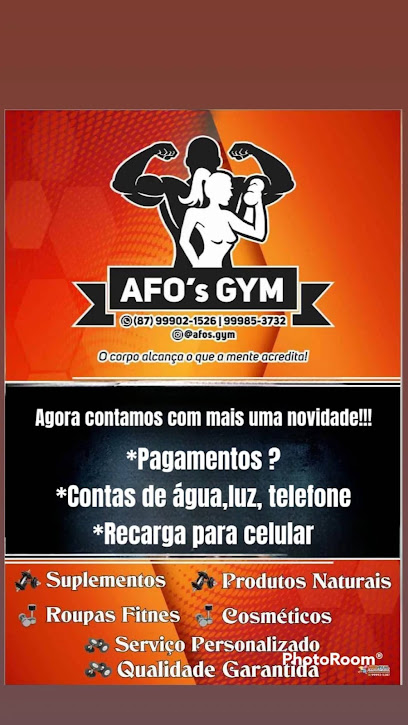 AFO's GYM
(87) 99902-1526 | 99985-3732
@afos.gym
O corpo alcança o que a mente acredita!
Agora contamos com mais uma novidade!!!
*Pagamentos ?
*Contas de água,luz, telefone
*Recarga para celular
Suplementos
Produtos Naturais
Roupas Fitnes
Cosméticos
Serviço Personalizado
Qualidade Garantida
PhotoRoom®